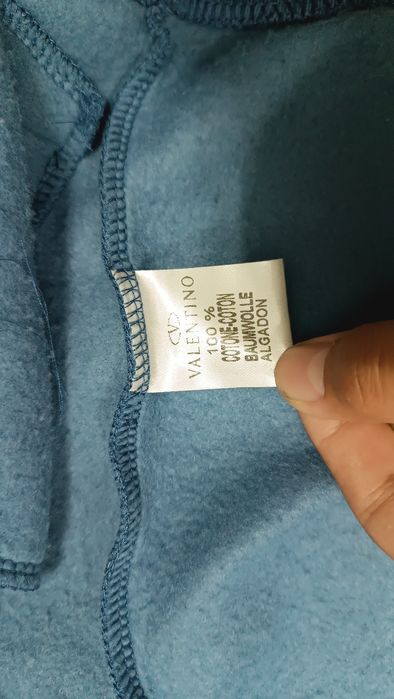 VALENTINO
100 %
COTONE-COTON
BAUMWOLLE
ALGADON